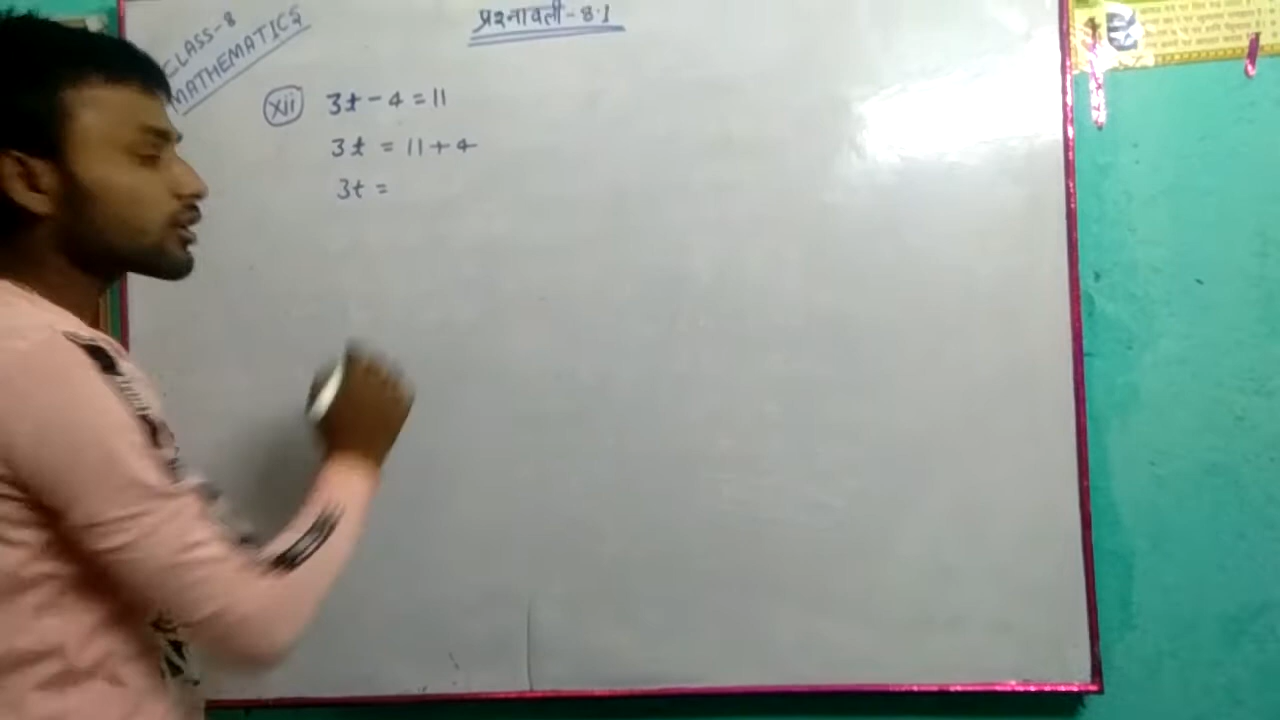 CLASS-8
MATHEMATICS
प्रश्नावली-8.1
(xii) 3t-4=11
3t = 11+4
3t =